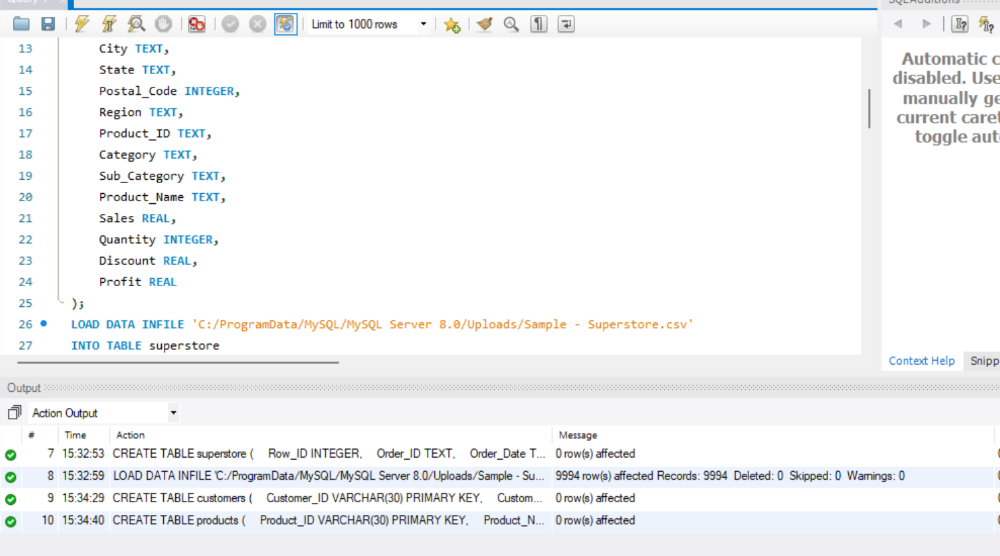 Limit to 1000 rows
13 City TEXT,
14 State TEXT,
15 Postal_Code INTEGER,
16 Region TEXT,
17 Product_ID TEXT,
18 Category TEXT,
19 Sub_Category TEXT,
20 Product_Name TEXT,
21 Sales REAL,
22 Quantity INTEGER,
23 Discount REAL,
24 Profit REAL
25 );
26 LOAD DATA INFILE 'C:/ProgramData/MySQL/MySQL Server 8.0/Uploads/Sample - Superstore.csv'
27 INTO TABLE superstore
Automatic c
disabled. Use
manually ge
current caret
toggle aut
Context Help Snipp
Output
Action Output
# Time Action Message
7 15:32:53 CREATE TABLE superstore ( Row_ID INTEGER, Order_ID TEXT, Order_Date T... 0 row(s) affected
8 15:32:59 LOAD DATA INFILE 'C:/ProgramData/MySQL/MySQL Server 8.0/Uploads/Sample - Su... 9994 row(s) affected Records: 9994 Deleted: 0 Skipped: 0 Warnings: 0
9 15:34:29 CREATE TABLE customers ( Customer_ID VARCHAR(30) PRIMARY KEY, Custom... 0 row(s) affected
10 15:34:40 CREATE TABLE products ( Product_ID VARCHAR(30) PRIMARY KEY, Product_N... 0 row(s) affected